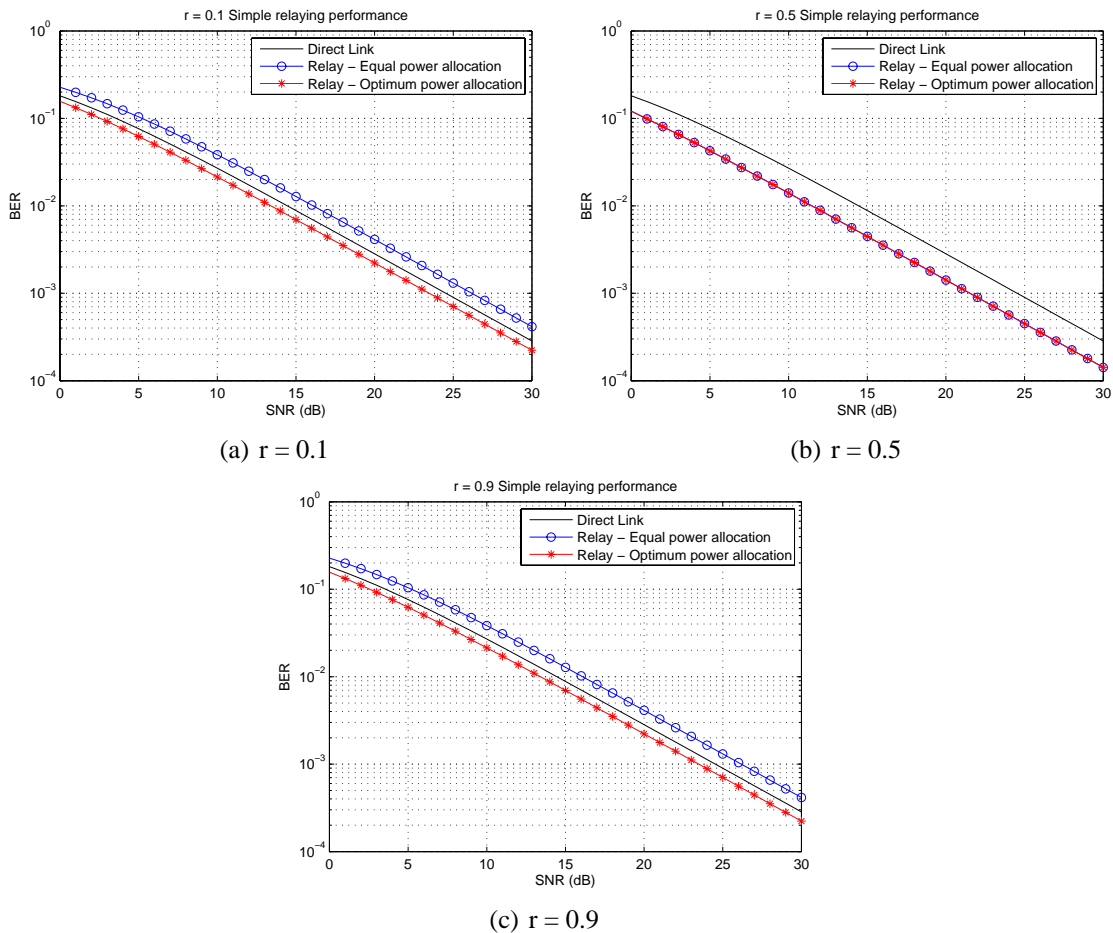 r = 0.1 Simple relaying performance
10^0
10^-1
10^-2
10^-3
10^-4
BER
Direct Link
Relay − Equal power allocation
Relay − Optimum power allocation
0 5 10 15 20 25 30
SNR (dB)
(a) r = 0.1
r = 0.5 Simple relaying performance
10^0
10^-1
10^-2
10^-3
10^-4
BER
Direct Link
Relay − Equal power allocation
Relay − Optimum power allocation
0 5 10 15 20 25 30
SNR (dB)
(b) r = 0.5
r = 0.9 Simple relaying performance
10^0
10^-1
10^-2
10^-3
10^-4
BER
Direct Link
Relay − Equal power allocation
Relay − Optimum power allocation
0 5 10 15 20 25 30
SNR (dB)
(c) r = 0.9